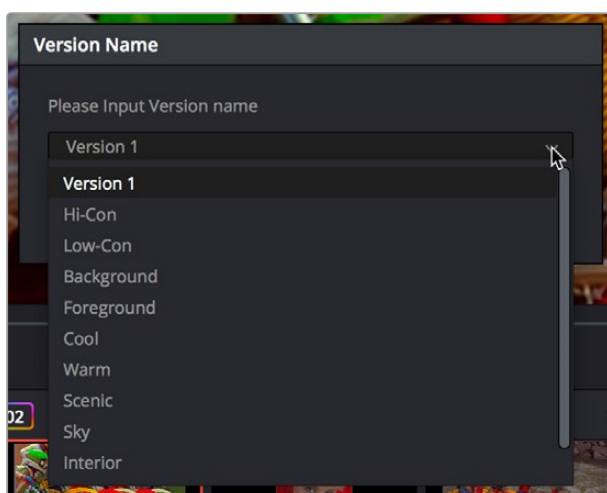 Version Name
Please Input Version name
Version 1
Version 1
Hi-Con
Low-Con
Background
Foreground
Cool
Warm
Scenic
02
Sky
Interior